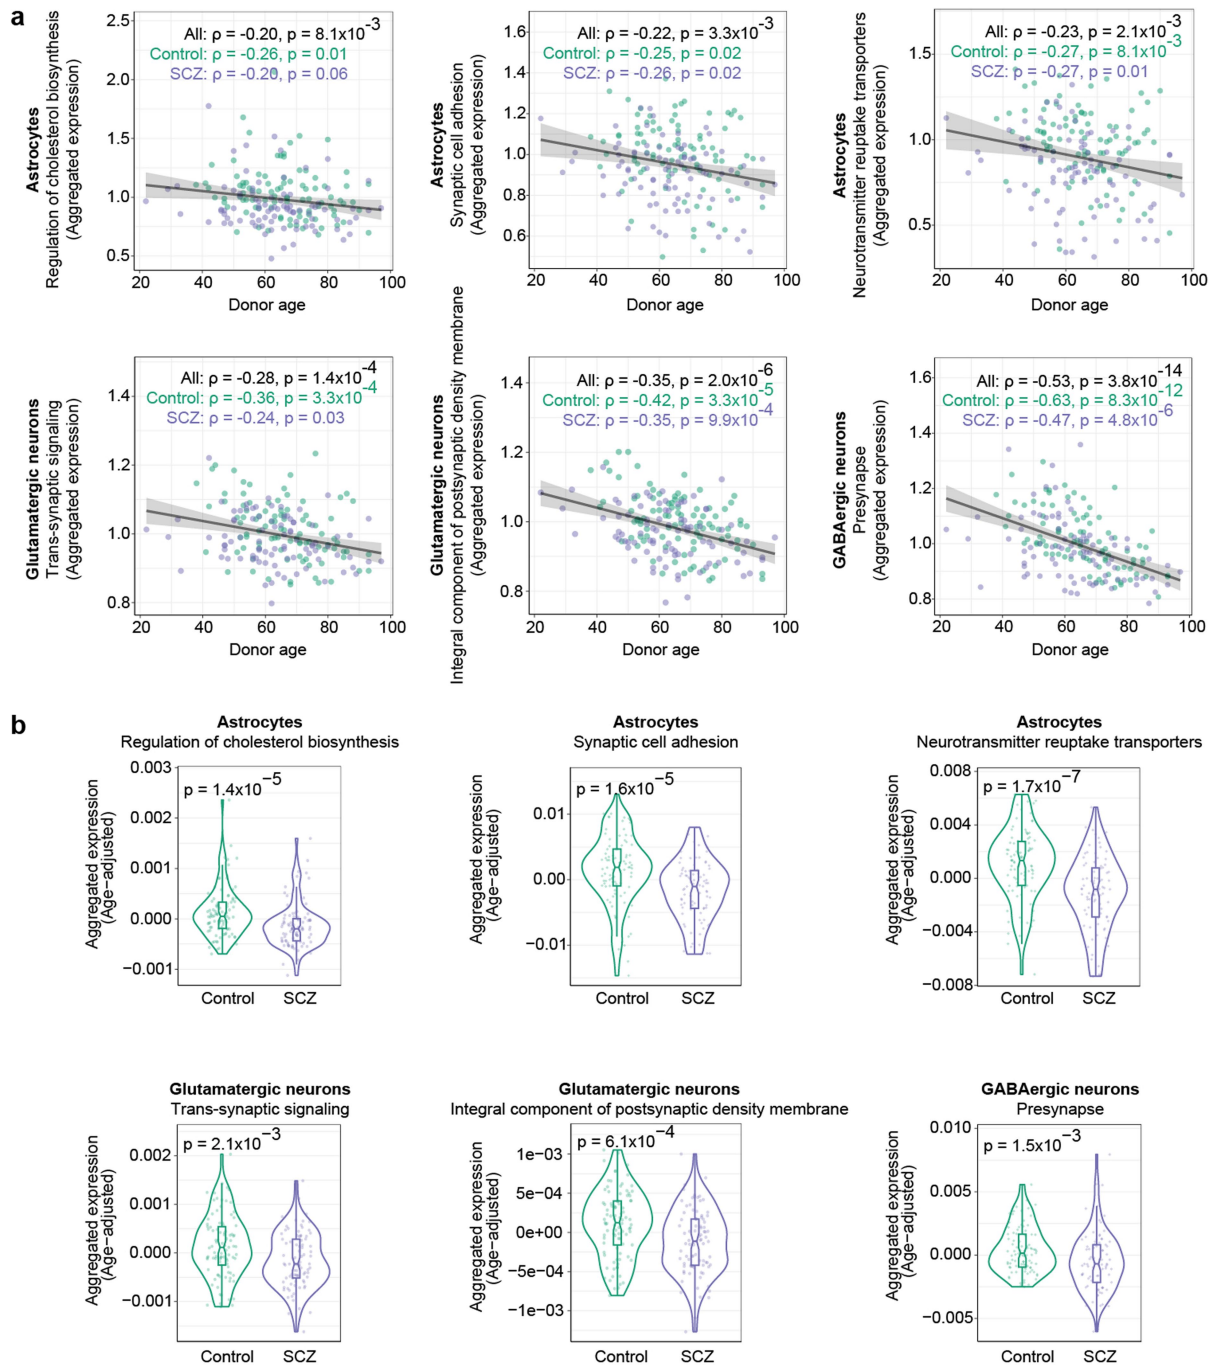 a
Astrocytes
Regulation of cholesterol biosynthesis
(Aggregated expression)
2.5
2.0
1.5
1.0
0.5
All: ρ = -0.20, p = 8.1x10⁻³
Control: ρ = -0.26, p = 0.01
SCZ: ρ = -0.20, p = 0.06
20 40 60 80 100
Donor age
Astrocytes
Synaptic cell adhesion
(Aggregated expression)
1.6
1.4
1.2
1.0
0.8
0.6
All: ρ = -0.22, p = 3.3x10⁻³
Control: ρ = -0.25, p = 0.02
SCZ: ρ = -0.26, p = 0.02
20 40 60 80 100
Donor age
Astrocytes
Neurotransmitter reuptake transporters
(Aggregated expression)
1.5
1.0
0.5
All: ρ = -0.23, p = 2.1x10⁻³
Control: ρ = -0.27, p = 8.1x10⁻³
SCZ: ρ = -0.27, p = 0.01
20 40 60 80 100
Donor age
Glutamatergic neurons
Trans-synaptic signaling
(Aggregated expression)
1.4
1.2
1.0
0.8
All: ρ = -0.28, p = 1.4x10⁻⁴
Control: ρ = -0.36, p = 3.3x10⁻⁴
SCZ: ρ = -0.24, p = 0.03
20 40 60 80 100
Donor age
Glutamatergic neurons
Integral component of postsynaptic density membrane
(Aggregated expression)
1.4
1.2
1.0
0.8
All: ρ = -0.35, p = 2.0x10⁻⁶
Control: ρ = -0.42, p = 3.3x10⁻⁵
SCZ: ρ = -0.35, p = 9.9x10⁻⁴
20 40 60 80 100
Donor age
GABAergic neurons
Presynapse
(Aggregated expression)
1.6
1.4
1.2
1.0
0.8
All: ρ = -0.53, p = 3.8x10⁻¹⁴
Control: ρ = -0.63, p = 8.3x10⁻¹²
SCZ: ρ = -0.47, p = 4.8x10⁻⁶
20 40 60 80 100
Donor age
b
Astrocytes
Regulation of cholesterol biosynthesis
Aggregated expression
(Age−adjusted)
0.003
0.002
0.001
0.000
−0.001
p = 1.4x10⁻⁵
Control SCZ
Astrocytes
Synaptic cell adhesion
Aggregated expression
(Age−adjusted)
0.01
0.00
−0.01
p = 1.6x10⁻⁵
Control SCZ
Astrocytes
Neurotransmitter reuptake transporters
Aggregated expression
(Age−adjusted)
0.008
0.004
0.000
−0.004
−0.008
p = 1.7x10⁻⁷
Control SCZ
Glutamatergic neurons
Trans-synaptic signaling
Aggregated expression
(Age−adjusted)
0.002
0.001
0.000
−0.001
p = 2.1x10⁻³
Control SCZ
Glutamatergic neurons
Integral component of postsynaptic density membrane
Aggregated expression
(Age−adjusted)
1e−03
5e−04
0e+00
−5e−04
−1e−03
p = 6.1x10⁻⁴
Control SCZ
GABAergic neurons
Presynapse
Aggregated expression
(Age−adjusted)
0.010
0.005
0.000
−0.005
p = 1.5x10⁻³
Control SCZ